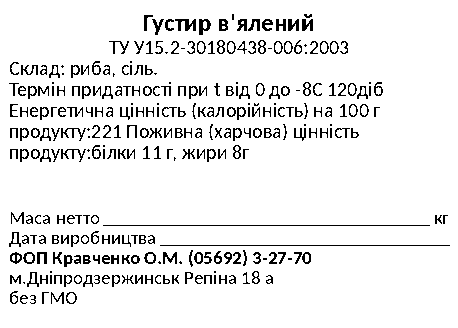 Густир в'ялений
ТУ У15.2-30180438-006:2003
Склад: риба, сіль.
Термін придатності при t від 0 до -8С 120діб
Енергетична цінність (калорійність) на 100 г
продукту:221 Поживна (харчова) цінність
продукту:білки 11 г, жири 8г
Маса нетто ______________________________ кг
Дата виробництва __________________________
ФОП Кравченко О.М. (05692) 3-27-70
м.Дніпродзержинськ Репіна 18 а
без ГМО